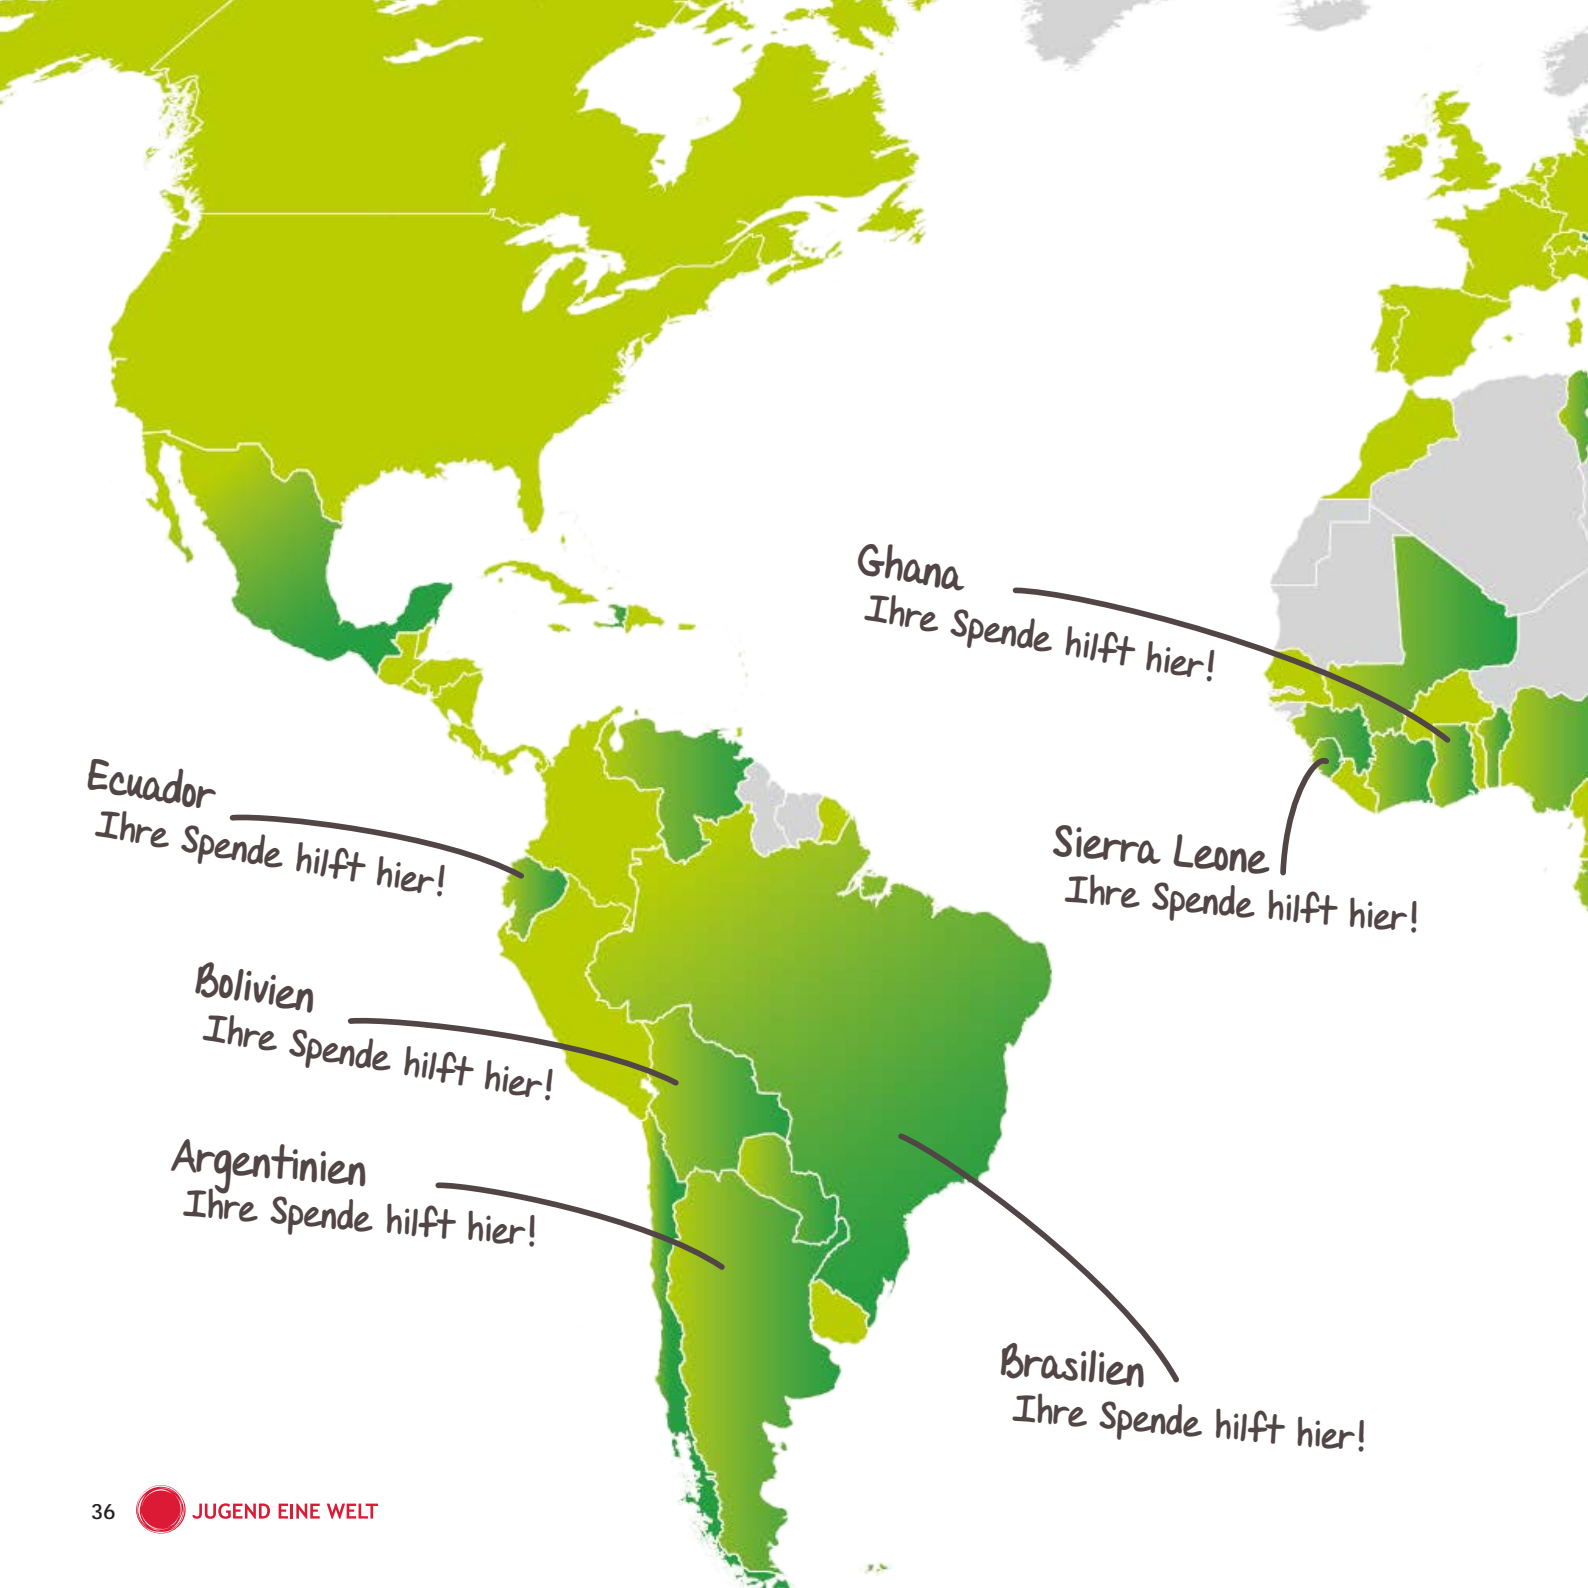 Ghana
Ihre Spende hilft hier!
Ecuador
Ihre Spende hilft hier!
Sierra Leone
Ihre Spende hilft hier!
Bolivien
Ihre Spende hilft hier!
Argentinien
Ihre Spende hilft hier!
Brasilien
Ihre Spende hilft hier!
36 JUGEND EINE WELT